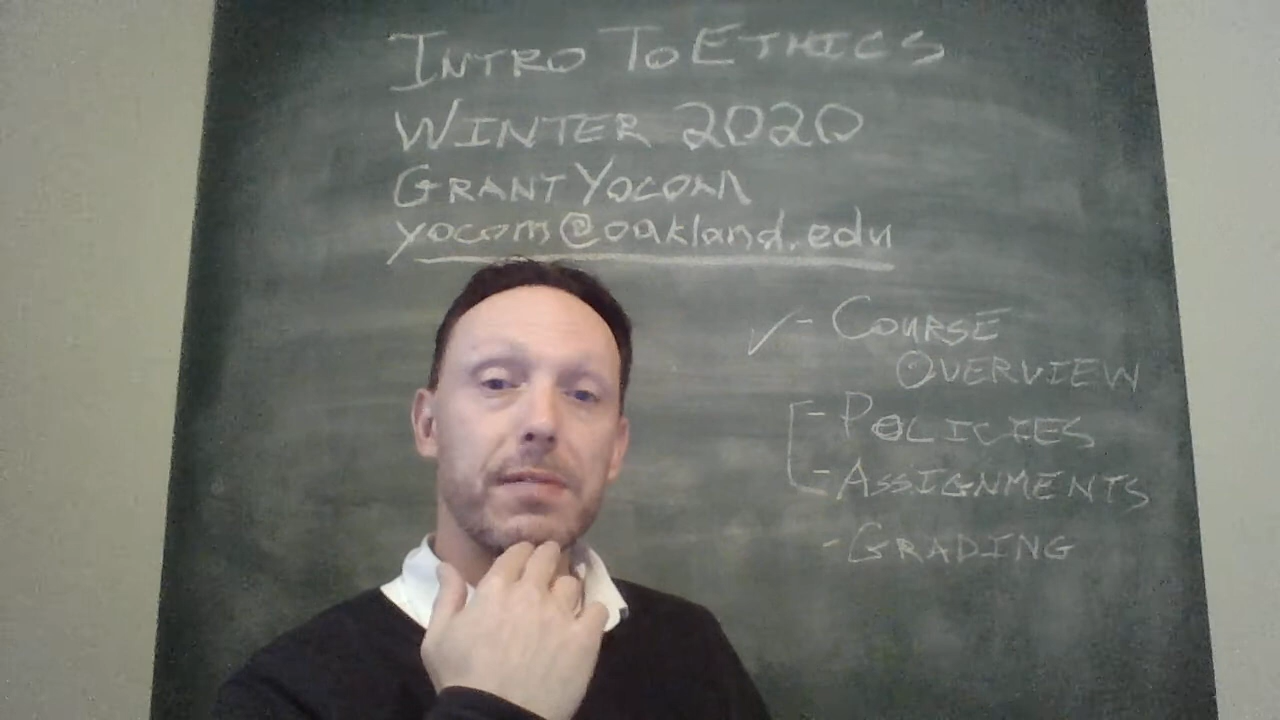 INTRO TO ETHICS
WINTER 2020
GRANT YOCOM
yocom@oakland.edu
✓ - COURSE
OVERVIEW
- POLICIES
- ASSIGNMENTS
- GRADING